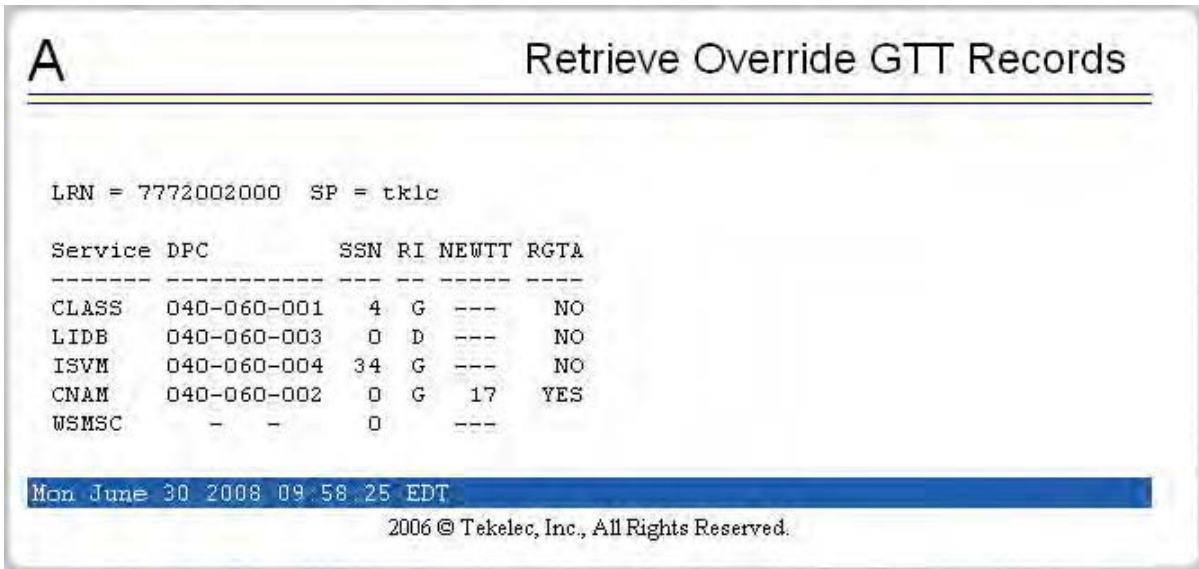 A Retrieve Override GTT Records
LRN = 7772002000 SP = tklc
Service DPC SSN RI NEWTT RGTA
------- ----------- --- -- ----- ----
CLASS 040-060-001 4 G --- NO
LIDB 040-060-003 0 D --- NO
ISVM 040-060-004 34 G --- NO
CNAM 040-060-002 0 G 17 YES
WSMSC - - 0 ---
Mon June 30 2008 09:58:25 EDT
2006 © Tekelec, Inc., All Rights Reserved.